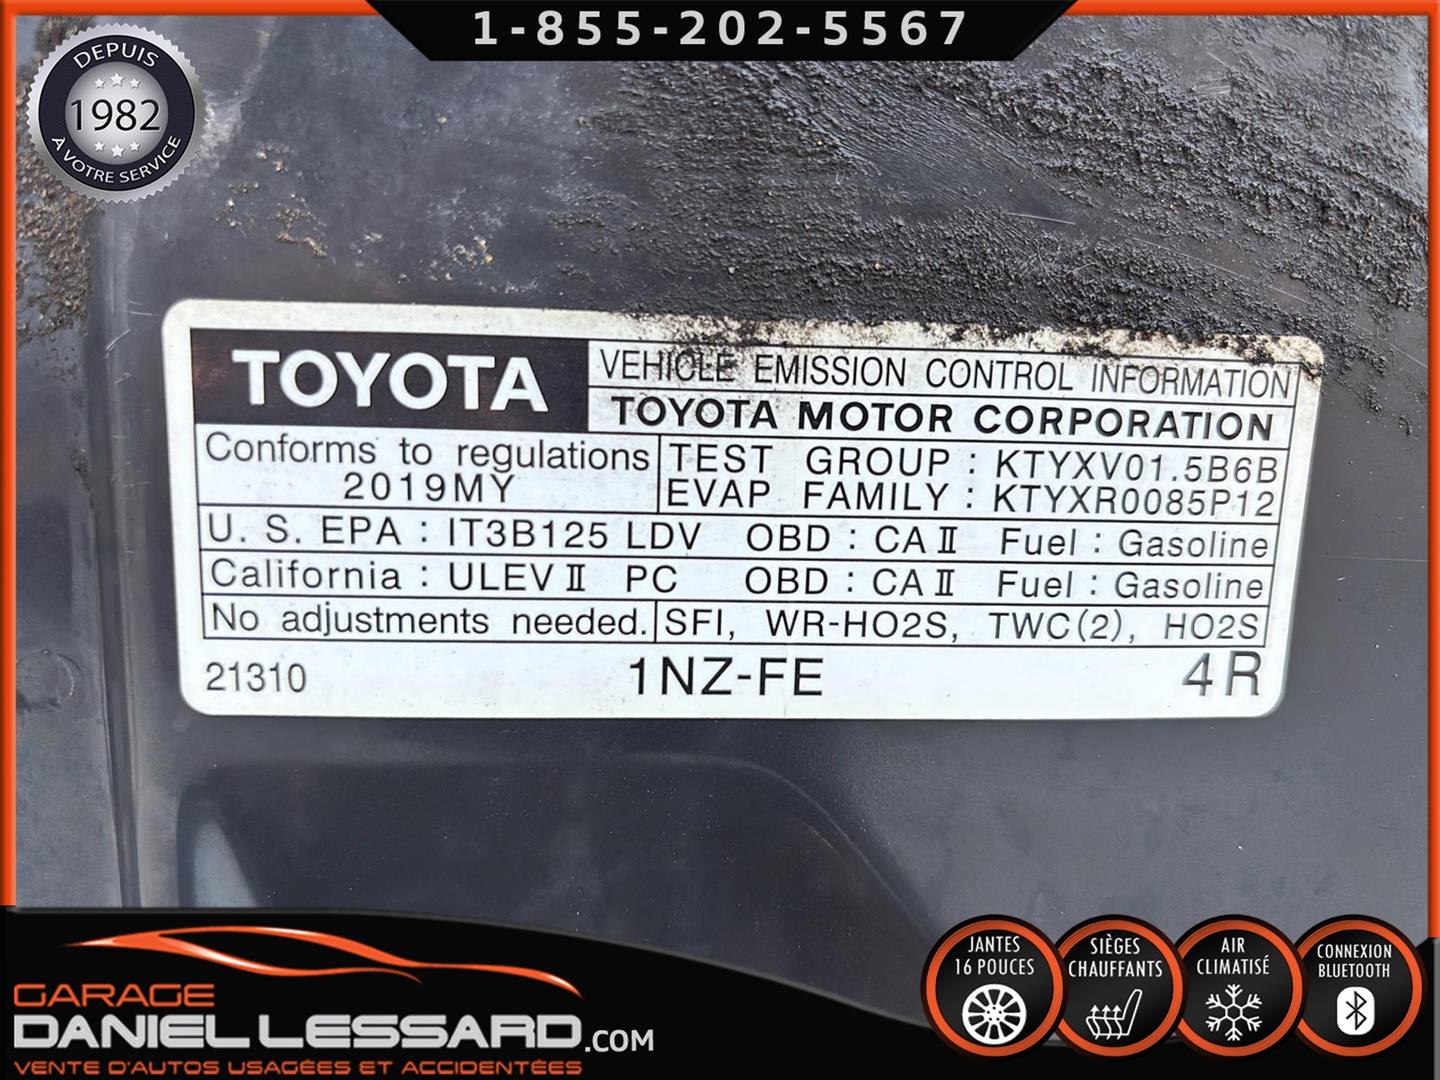 1-855-202-5567
DEPUIS
1982
À VOTRE SERVICE
TOYOTA
VEHICLE EMISSION CONTROL INFORMATION
TOYOTA MOTOR CORPORATION
Conforms to regulations
2019MY
TEST GROUP : KTYXV01.5B6B
EVAP FAMILY : KTYXR0085P12
U. S. EPA : IT3B125 LDV OBD : CA II Fuel : Gasoline
California : ULEV II PC OBD : CA II Fuel : Gasoline
No adjustments needed. SFI, WR-HO2S, TWC(2), HO2S
21310 1NZ-FE 4R
GARAGE
DANIEL LESSARD.COM
VENTE D'AUTOS USAGÉES ET ACCIDENTÉES
JANTES
16 POUCES
SIÈGES
CHAUFFANTS
AIR
CLIMATISÉ
CONNEXION
BLUETOOTH